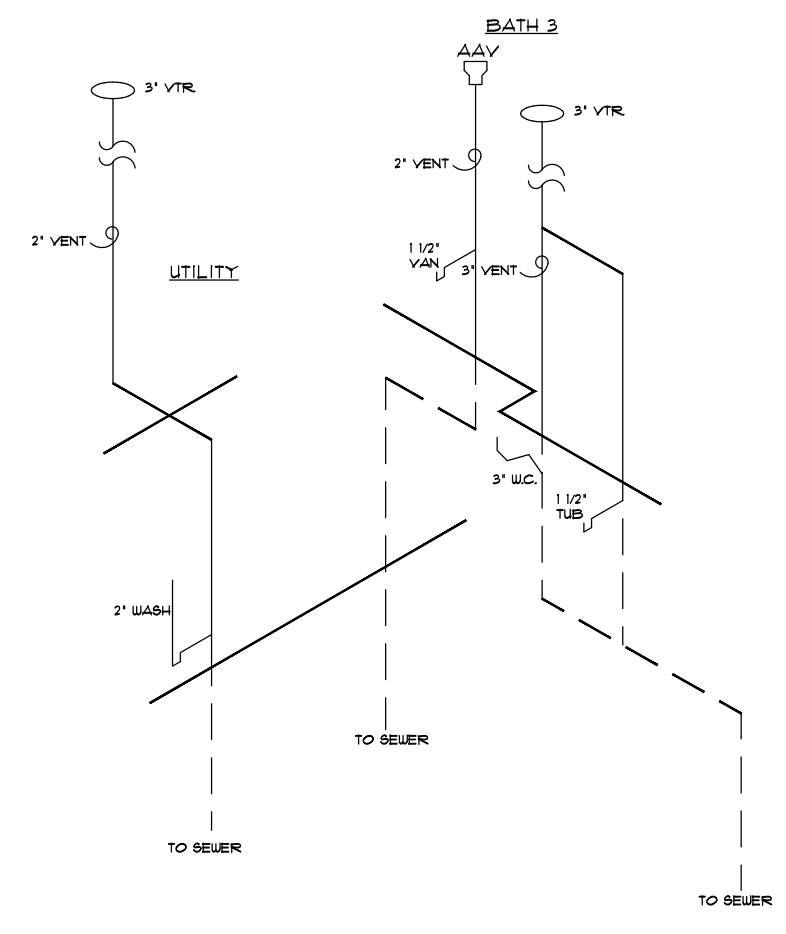 BATH 3
AAV
3" VTR
3" VTR
2" VENT
2" VENT
1 1/2"
VAN
3" VENT
UTILITY
3" W.C.
1 1/2"
TUB
2" WASH
TO SEWER
TO SEWER
TO SEWER